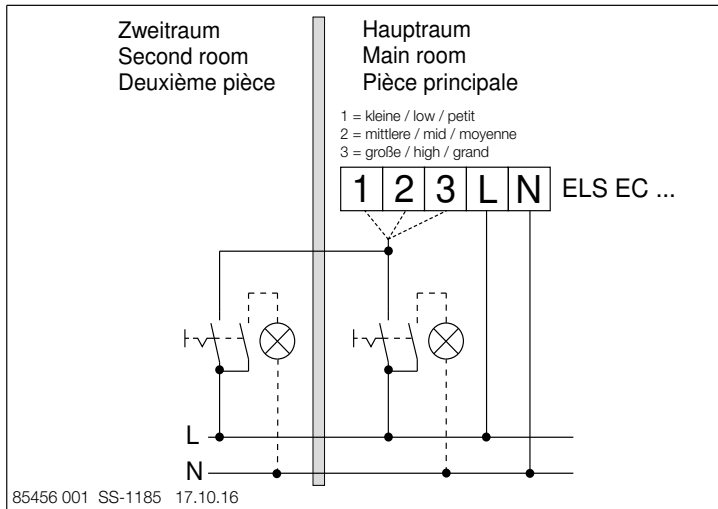 Zweitraum
Second room
Deuxième pièce
Hauptraum
Main room
Pièce principale
1 = kleine / low / petit
2 = mittlere / mid / moyenne
3 = große / high / grand
1 2 3 L N ELS EC ...
L
N
85456 001 SS-1185 17.10.16